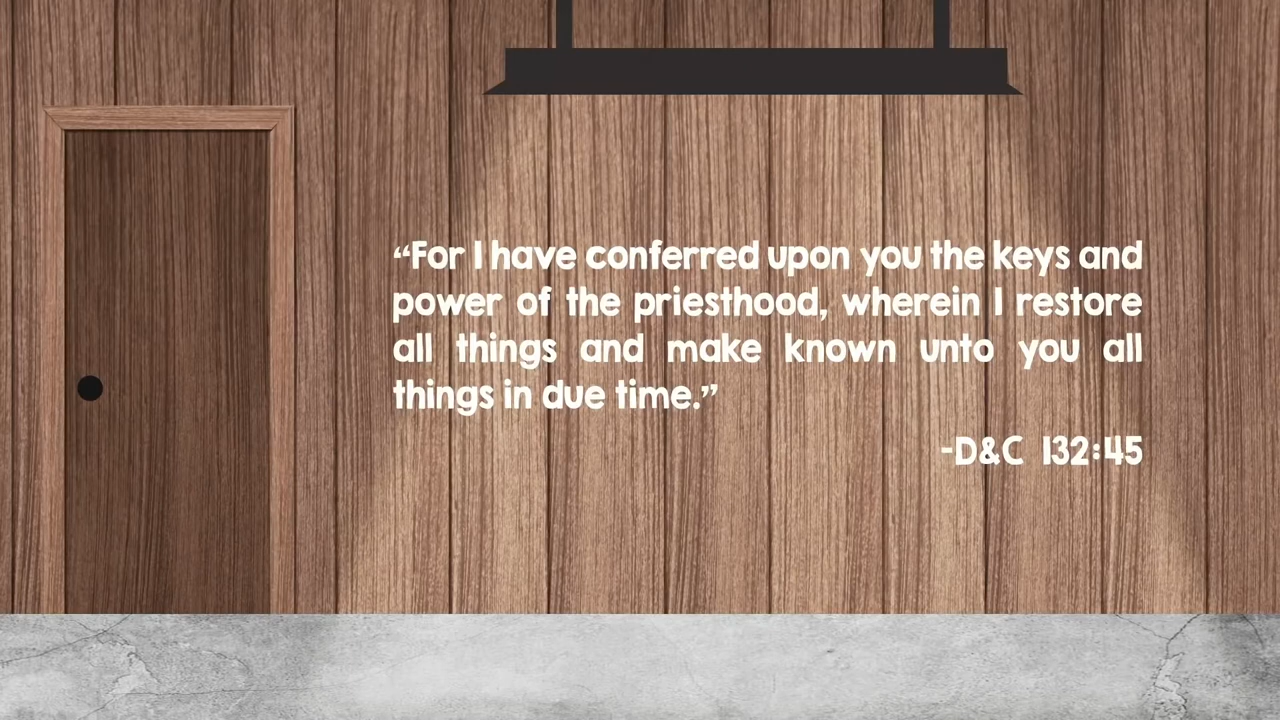 “For I have conferred upon you the keys and
power of the priesthood, wherein I restore
all things and make known unto you all
things in due time.”
-D&C 132:45